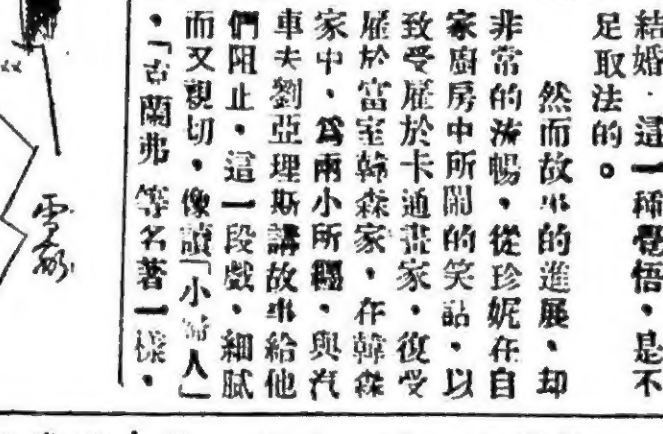 結婚．這一種覺悟，是不
足取法的。
然而故事的進展，却
非常的流暢，從珍妮在自
家廚房中所鬧的笑話，以
致受雇於卡通畫家，復受
雇於富室韓森家，在韓森
家中，爲兩小所纒，與汽
車夫劉亞理斯講故事給他
們阻止，這一段戲，細膩
而又親切，像讀「小婦人」
，「古蘭弗 等名著一樣，